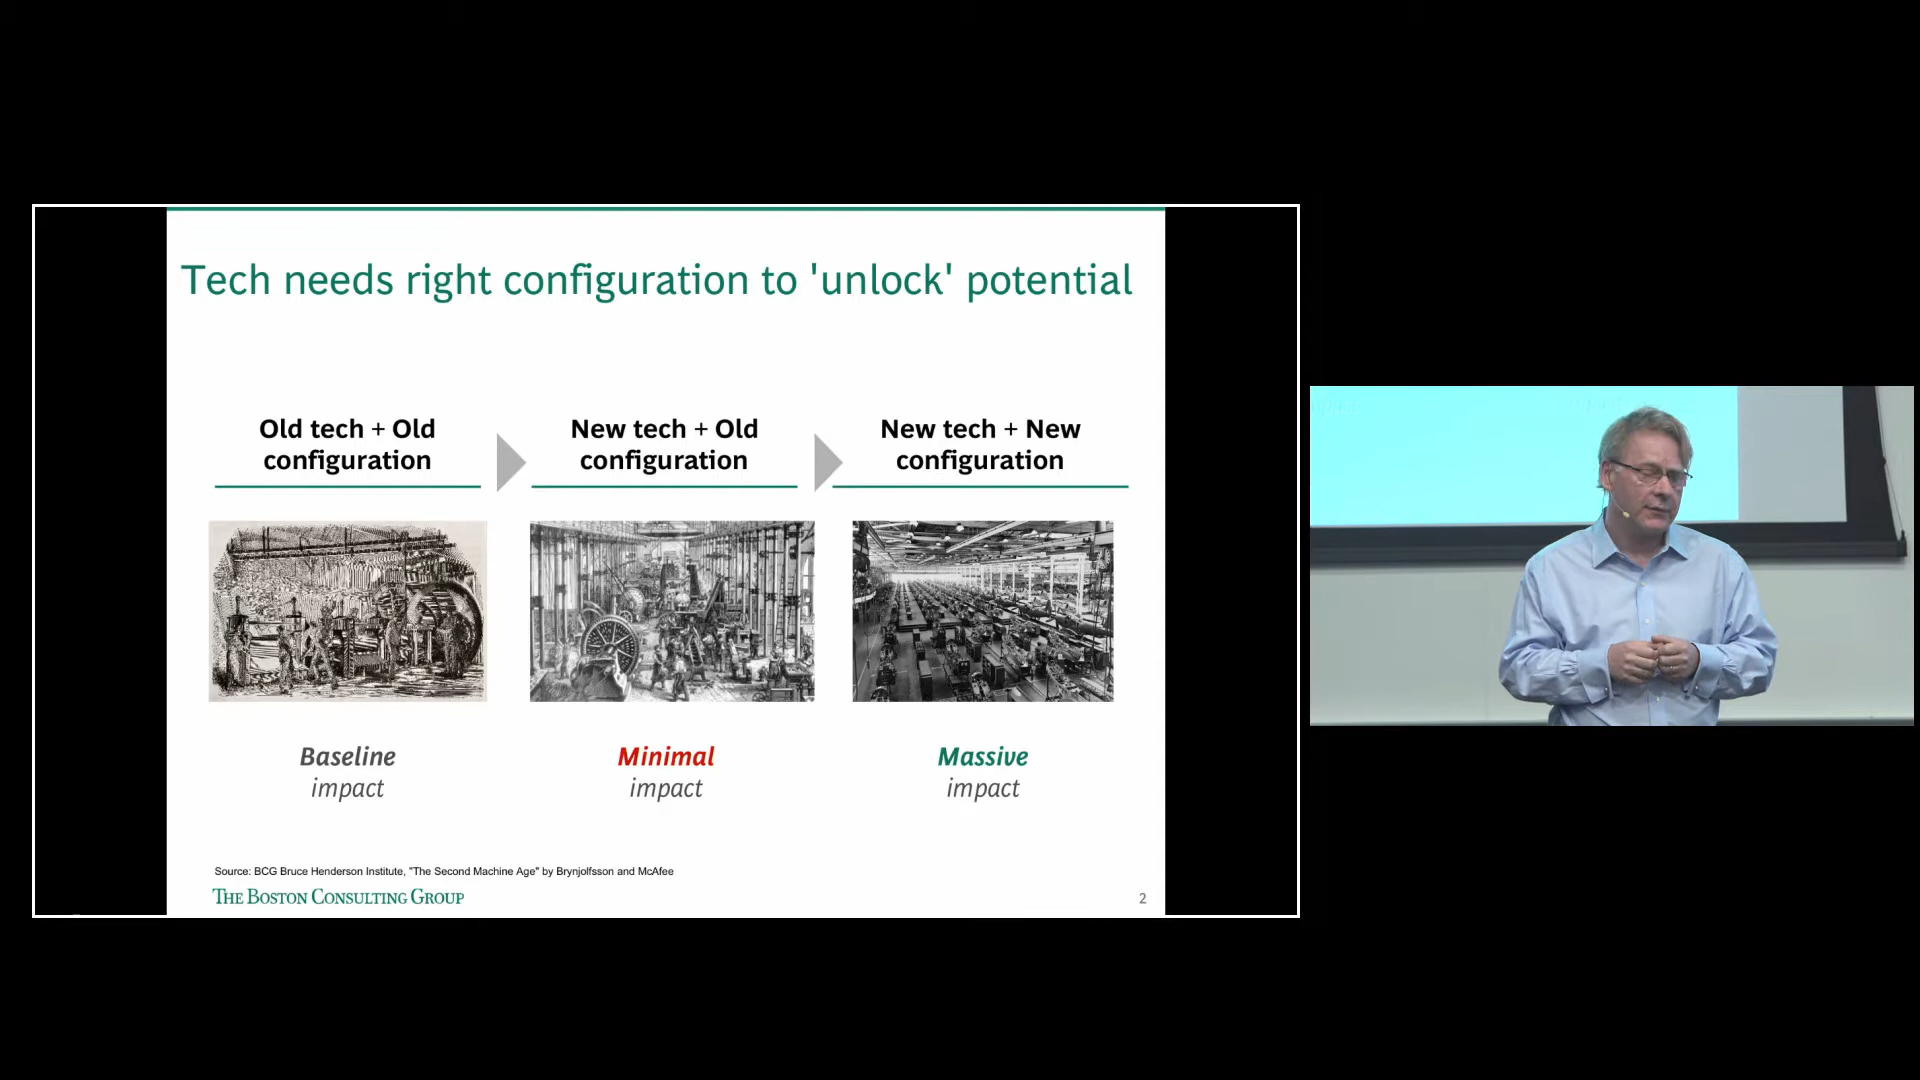 Tech needs right configuration to 'unlock' potential
Old tech + Old
configuration
New tech + Old
configuration
New tech + New
configuration
Baseline
impact
Minimal
impact
Massive
impact
Source: BCG Bruce Henderson Institute, "The Second Machine Age" by Brynjolfsson and McAfee
THE BOSTON CONSULTING GROUP
2